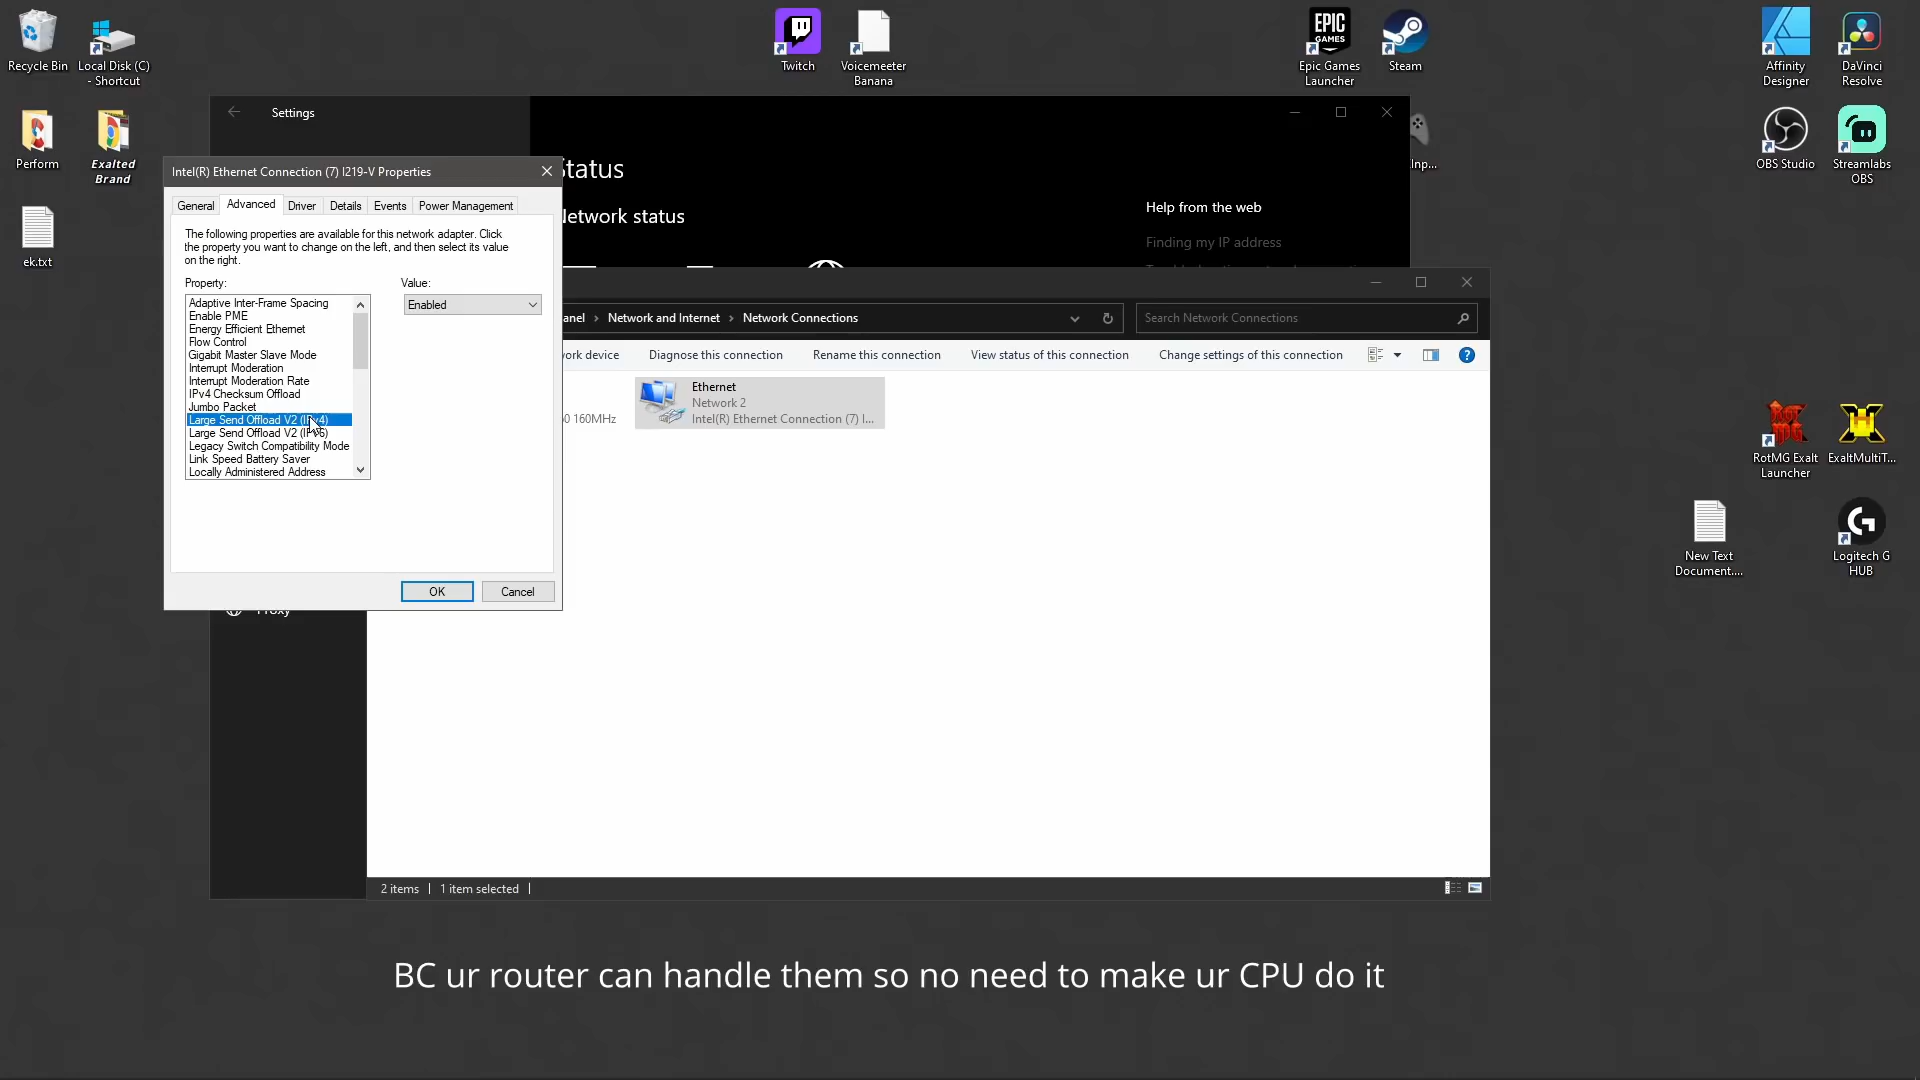 Recycle Bin
Local Disk (C)
- Shortcut
Twitch
Voicemeeter
Banana
Epic Games
Launcher
EPIC
GAMES
Steam
Affinity
Designer
DaVinci
Resolve
Perform
Exalted
Brand
ek.txt
OBS Studio
Streamlabs
OBS
RotMG Exalt
Launcher
ExaltMultiT...
New Text
Document....
Logitech G
HUB
Settings
Status
Network status
Help from the web
Finding my IP address
Intel(R) Ethernet Connection (7) I219-V Properties
General
Advanced
Driver
Details
Events
Power Management
The following properties are available for this network adapter. Click
the property you want to change on the left, and then select its value
on the right.
Property:
Value:
Adaptive Inter-Frame Spacing
Enable PME
Energy Efficient Ethernet
Flow Control
Gigabit Master Slave Mode
Interrupt Moderation
Interrupt Moderation Rate
IPv4 Checksum Offload
Jumbo Packet
Large Send Offload V2 (IPv4)
Large Send Offload V2 (IPv6)
Legacy Switch Compatibility Mode
Link Speed Battery Saver
Locally Administered Address
Enabled
OK
Cancel
Proxy
anel
Network and Internet
Network Connections
Search Network Connections
work device
Diagnose this connection
Rename this connection
View status of this connection
Change settings of this connection
Ethernet
Network 2
Intel(R) Ethernet Connection (7) I...
0 160MHz
2 items
1 item selected
BC ur router can handle them so no need to make ur CPU do it